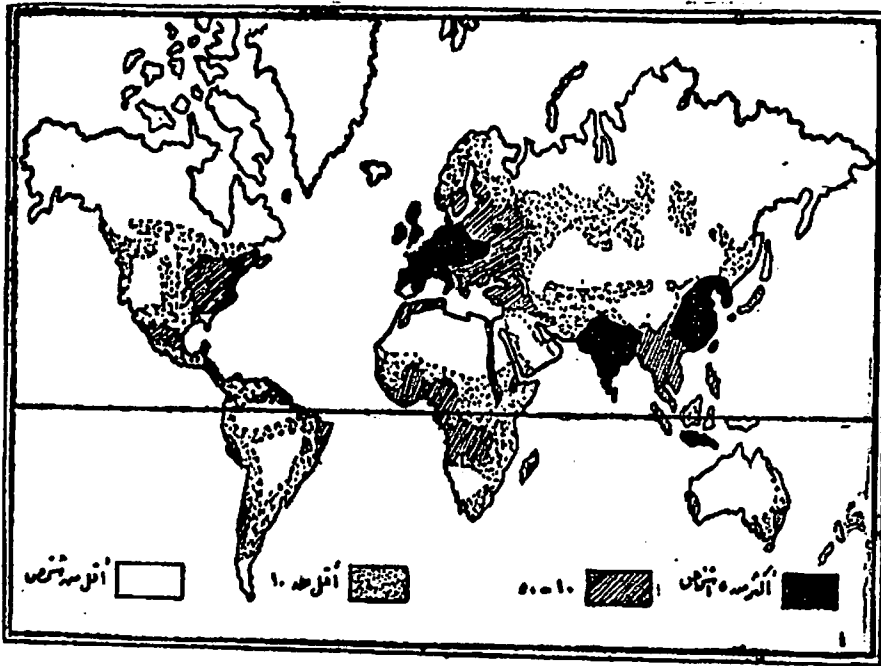 أكثر من ٥٠ شخص ١٠ - ٥٠ أقل من ١٠ أقل من شخص